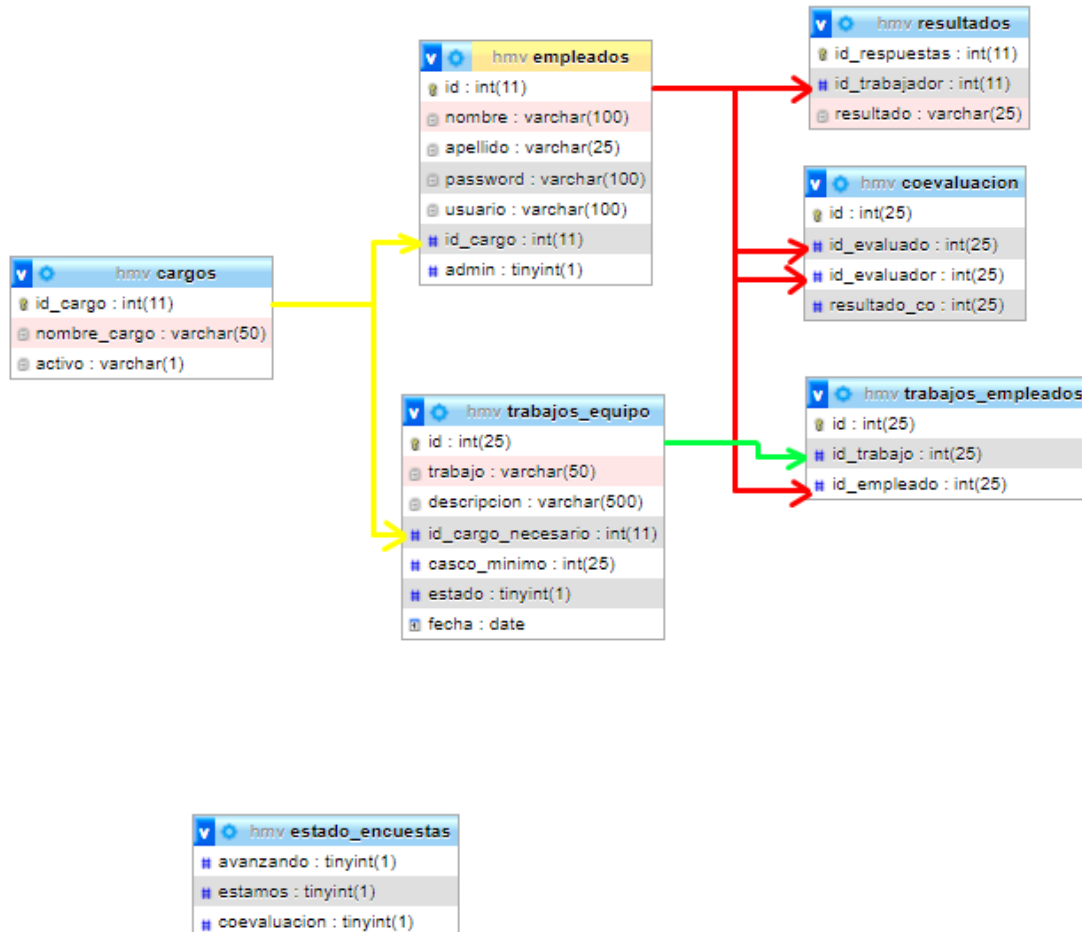 hmv resultados
id_respuestas : int(11)
id_trabajador : int(11)
resultado : varchar(25)
hmv empleados
id : int(11)
nombre : varchar(100)
apellido : varchar(25)
password : varchar(100)
usuario : varchar(100)
id_cargo : int(11)
admin : tinyint(1)
hmv coevaluacion
id : int(25)
id_evaluado : int(25)
id_evaluador : int(25)
resultado_co : int(25)
hmv cargos
id_cargo : int(11)
nombre_cargo : varchar(50)
activo : varchar(1)
hmv trabajos_equipo
id : int(25)
trabajo : varchar(50)
descripcion : varchar(500)
id_cargo_necesario : int(11)
casco_minimo : int(25)
estado : tinyint(1)
fecha : date
hmv trabajos_empleados
id : int(25)
id_trabajo : int(25)
id_empleado : int(25)
hmv estado_encuestas
avanzando : tinyint(1)
estamos : tinyint(1)
coevaluacion : tinyint(1)